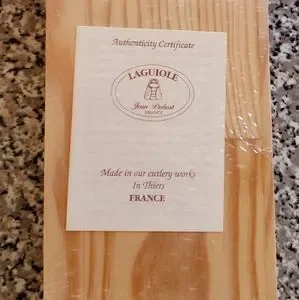 Authenticity Certificate
LAGUIOLE
Jean Dubost
FRANCE
Made in our cutlery works
In Thiers
FRANCE